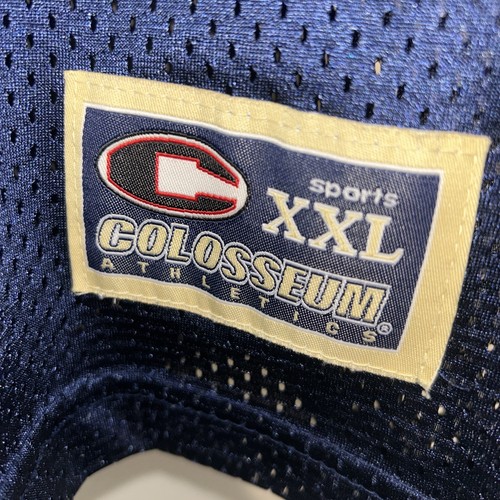 C
sports
XXL
COLOSSEUM®
ATHLETICS